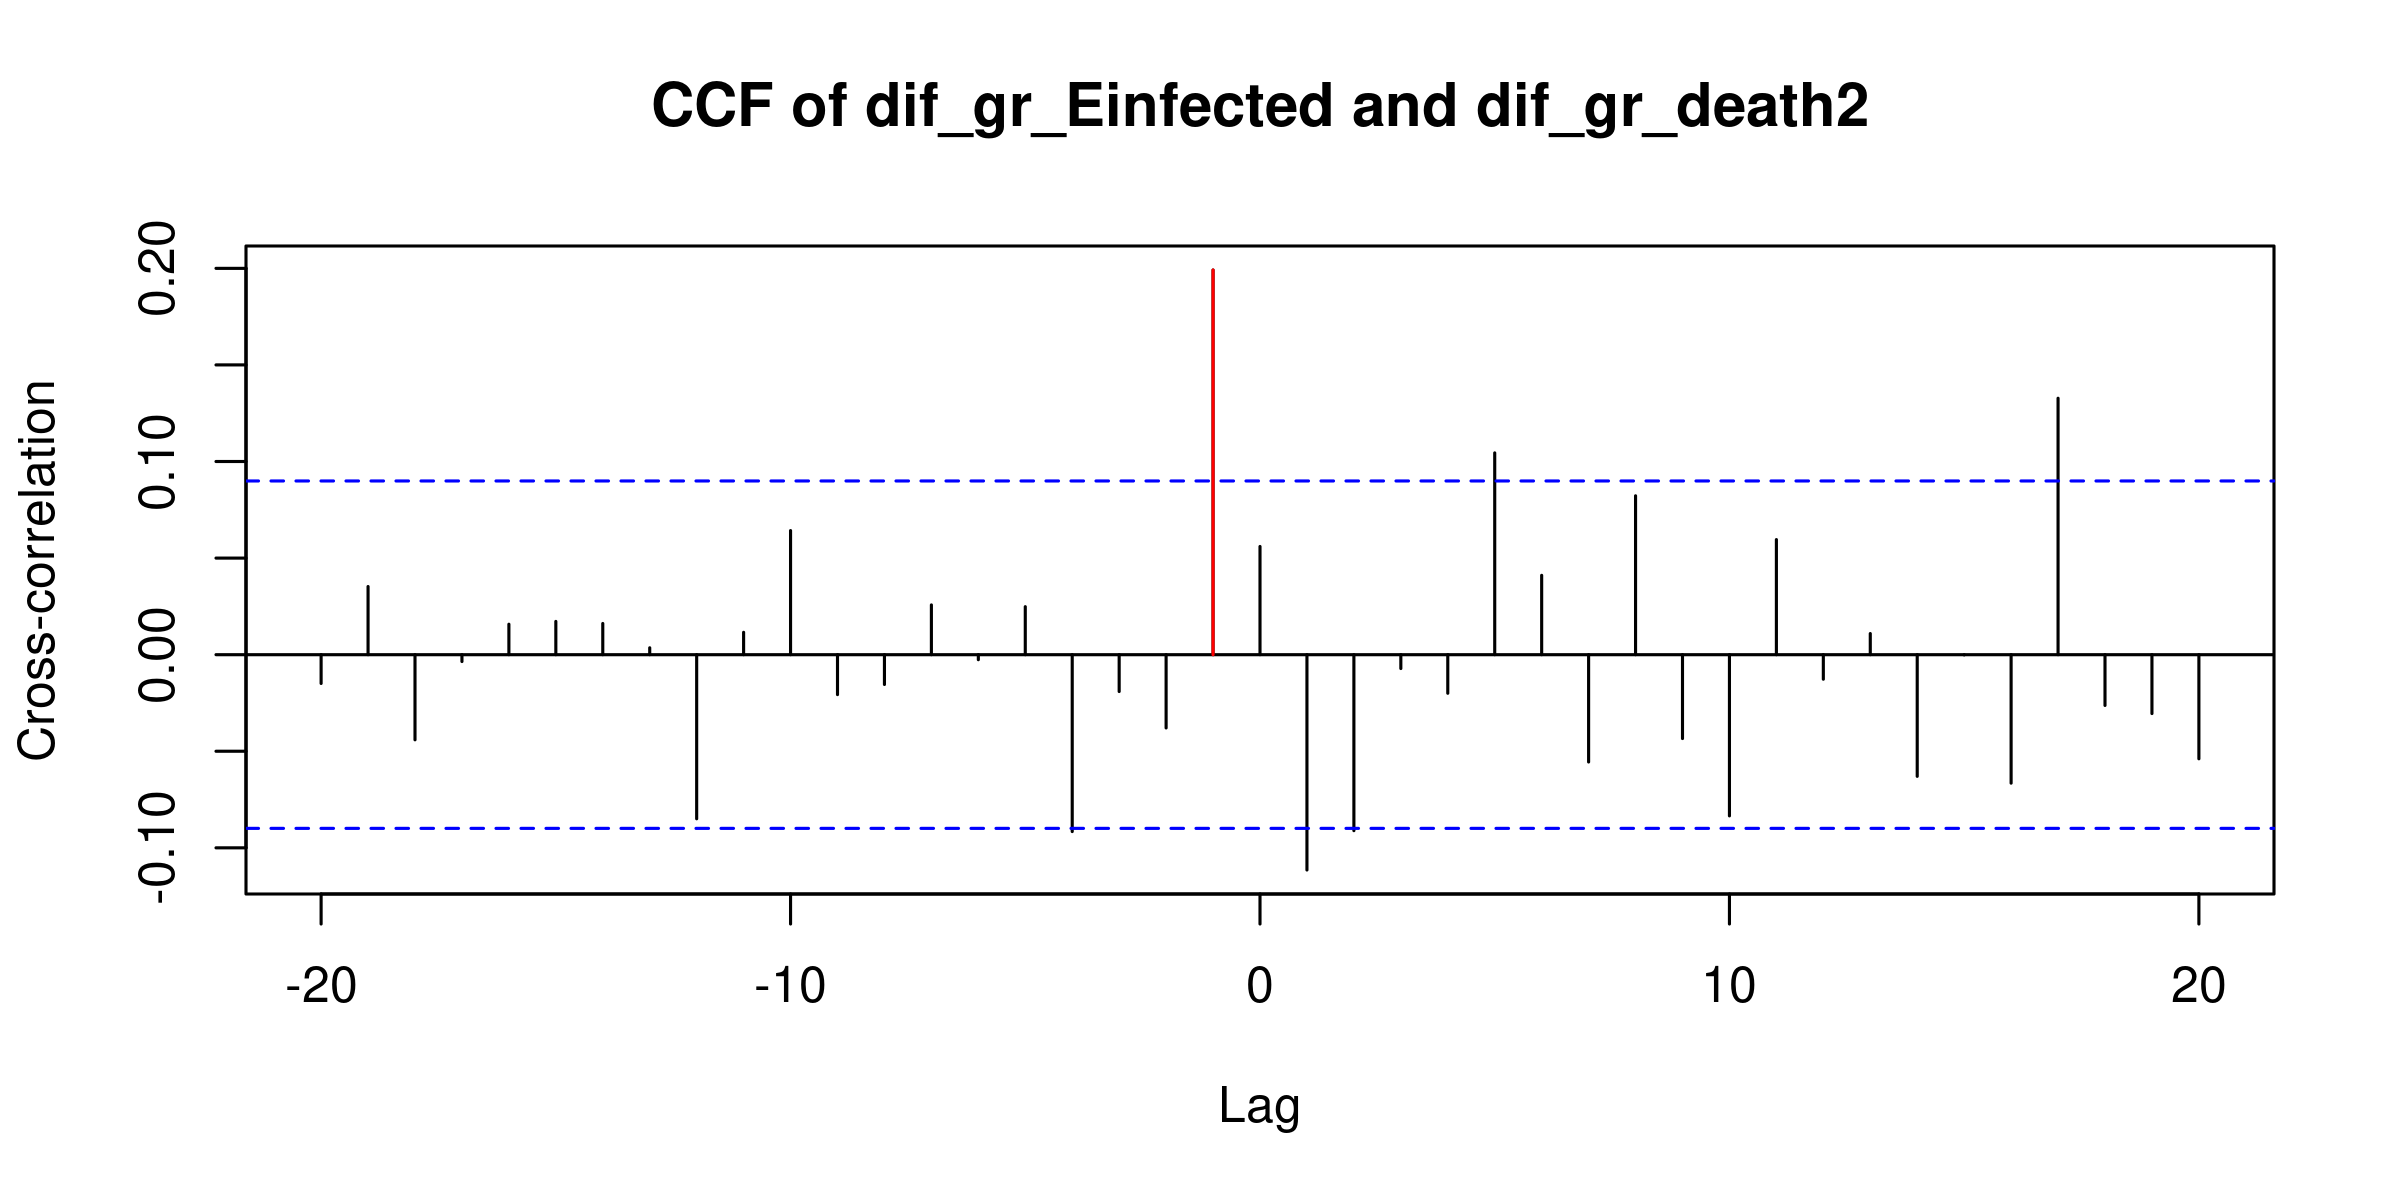 CCF of dif_gr_Einfected and dif_gr_death2
Cross-correlation
0.20
0.10
0.00
-0.10
-20 -10 0 10 20
Lag